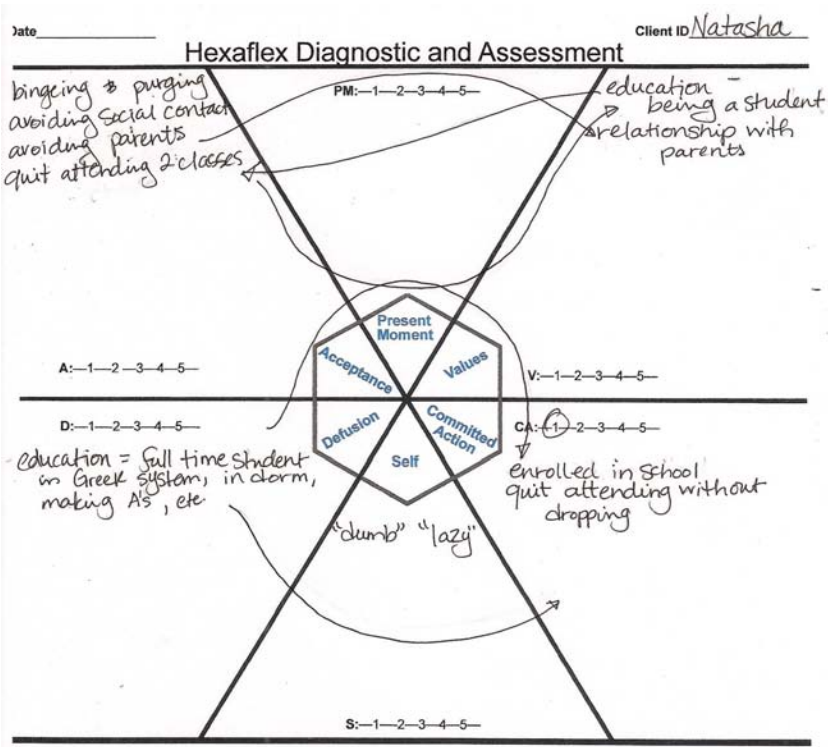 Date
Client ID Natasha
Hexaflex Diagnostic and Assessment
bingeing & purging
avoiding social contact
avoiding parents
quit attending 2 classes
PM:—1—2—3—4—5—
education –
being a student
relationship with
parents
Present
Moment
Acceptance
Values
A:—1—2—3—4—5—
V:—1—2—3—4—5—
D:—1—2—3—4—5—
CA:—1—2—3—4—5—
Defusion
Committed
Action
Self
education = full time student
in Greek system, in dorm,
making A's, etc.
enrolled in school
quit attending without
dropping
"dumb" "lazy"
S:—1—2—3—4—5—